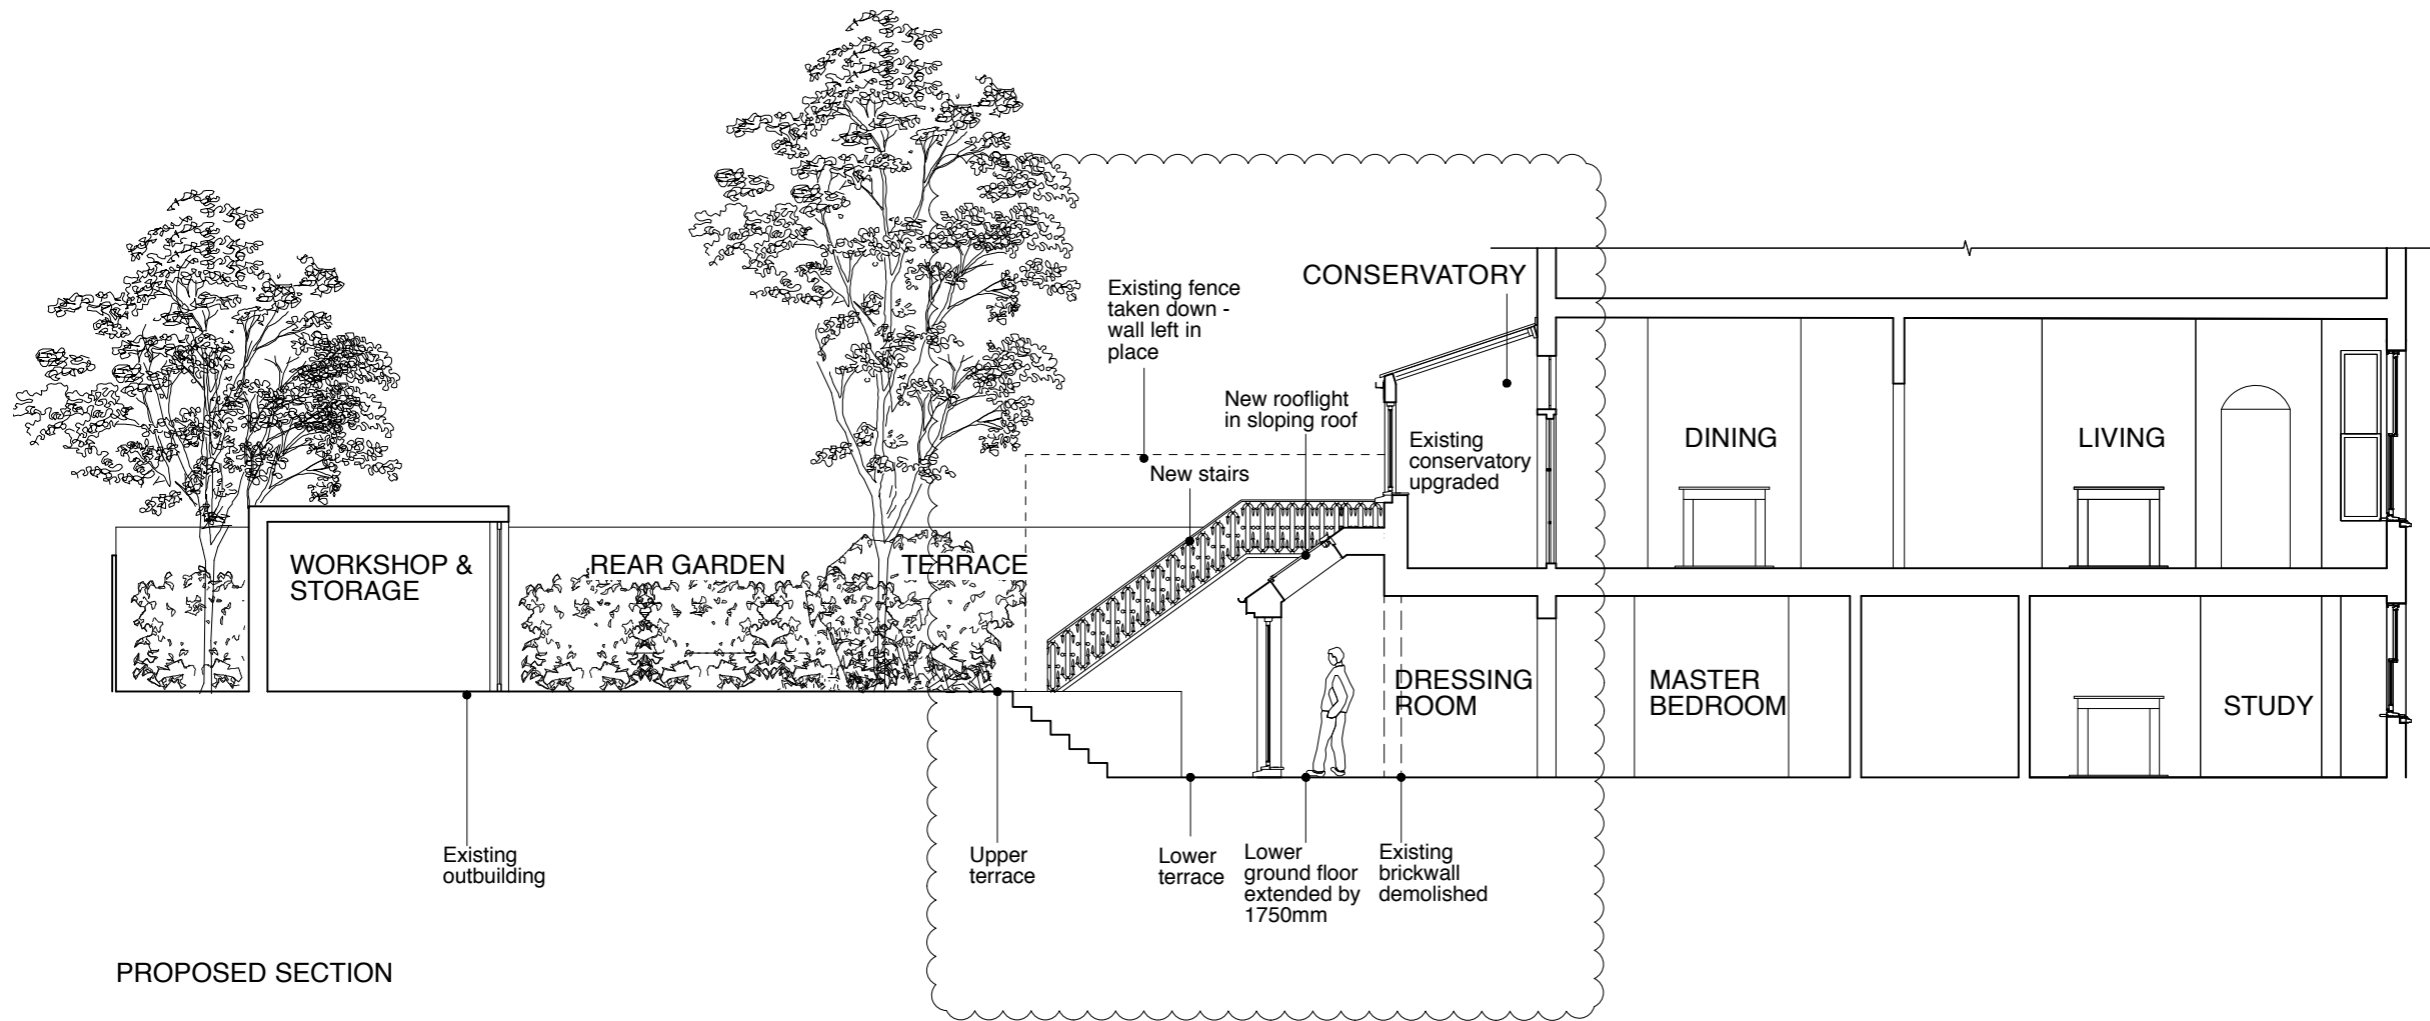 CONSERVATORY
Existing fence
taken down -
wall left in
place
New rooflight
in sloping roof
New stairs
Existing
conservatory
upgraded
DINING
LIVING
WORKSHOP &
STORAGE
REAR GARDEN
TERRACE
DRESSING
ROOM
MASTER
BEDROOM
STUDY
Existing
outbuilding
Upper
terrace
Lower
terrace
Lower
ground floor
extended by
1750mm
Existing
brickwall
demolished
PROPOSED SECTION